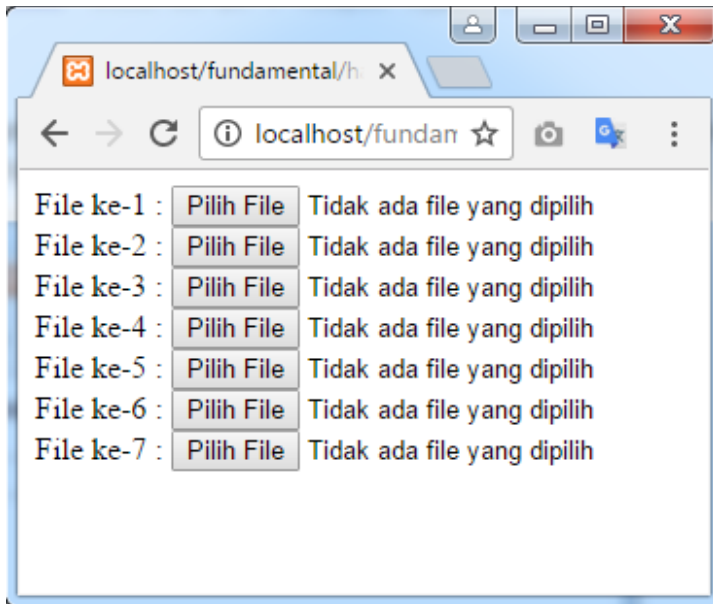 localhost/fundamental/h
localhost/fundam
File ke-1 : Pilih File Tidak ada file yang dipilih
File ke-2 : Pilih File Tidak ada file yang dipilih
File ke-3 : Pilih File Tidak ada file yang dipilih
File ke-4 : Pilih File Tidak ada file yang dipilih
File ke-5 : Pilih File Tidak ada file yang dipilih
File ke-6 : Pilih File Tidak ada file yang dipilih
File ke-7 : Pilih File Tidak ada file yang dipilih